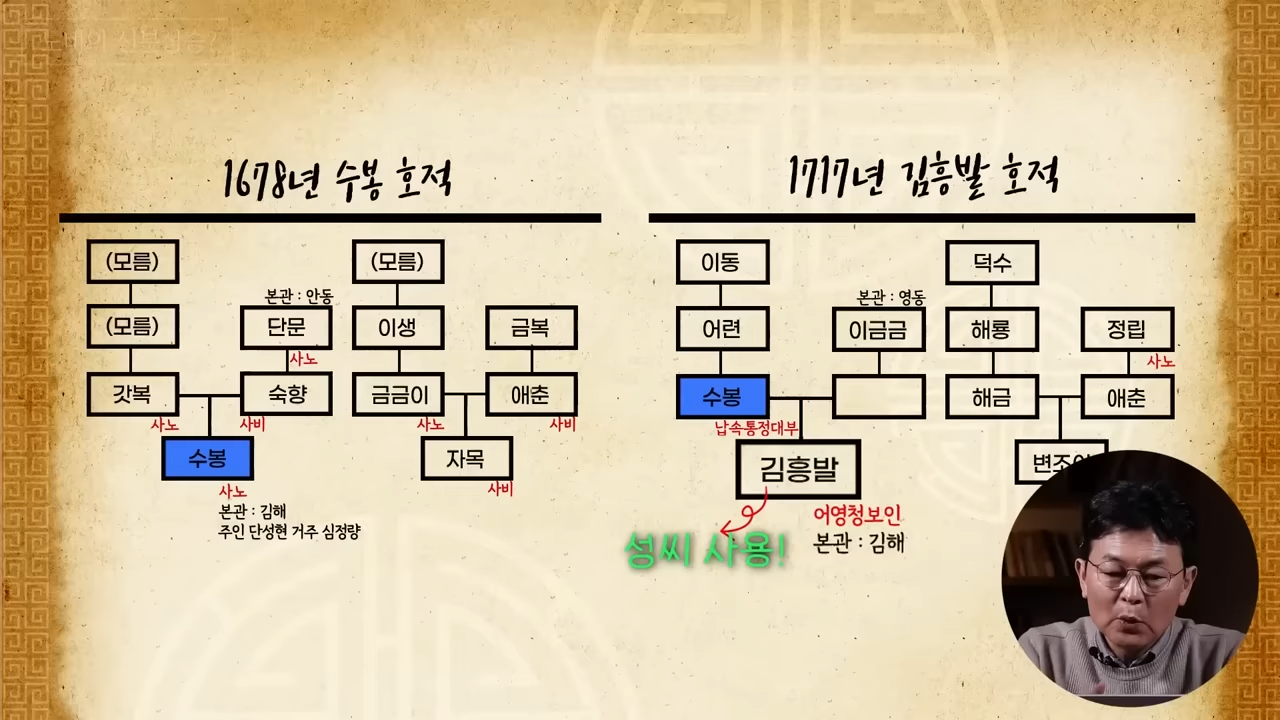 1678년 수봉 호적
(모름)
(모름)
본관 : 안동
(모름)
단문
이생
금복
사노
갓복
숙향
금금이
애춘
사노
사비
사노
사비
수봉
자목
사노
사비
본관 : 김해
주인 단성현 거주 심정량
1717년 김흥발 호적
이동
덕수
본관 : 영동
어련
이금금
해룡
정립
사노
수봉
해금
애춘
납속통정대부
김흥발
어영청보인
성씨 사용!
본관 : 김해